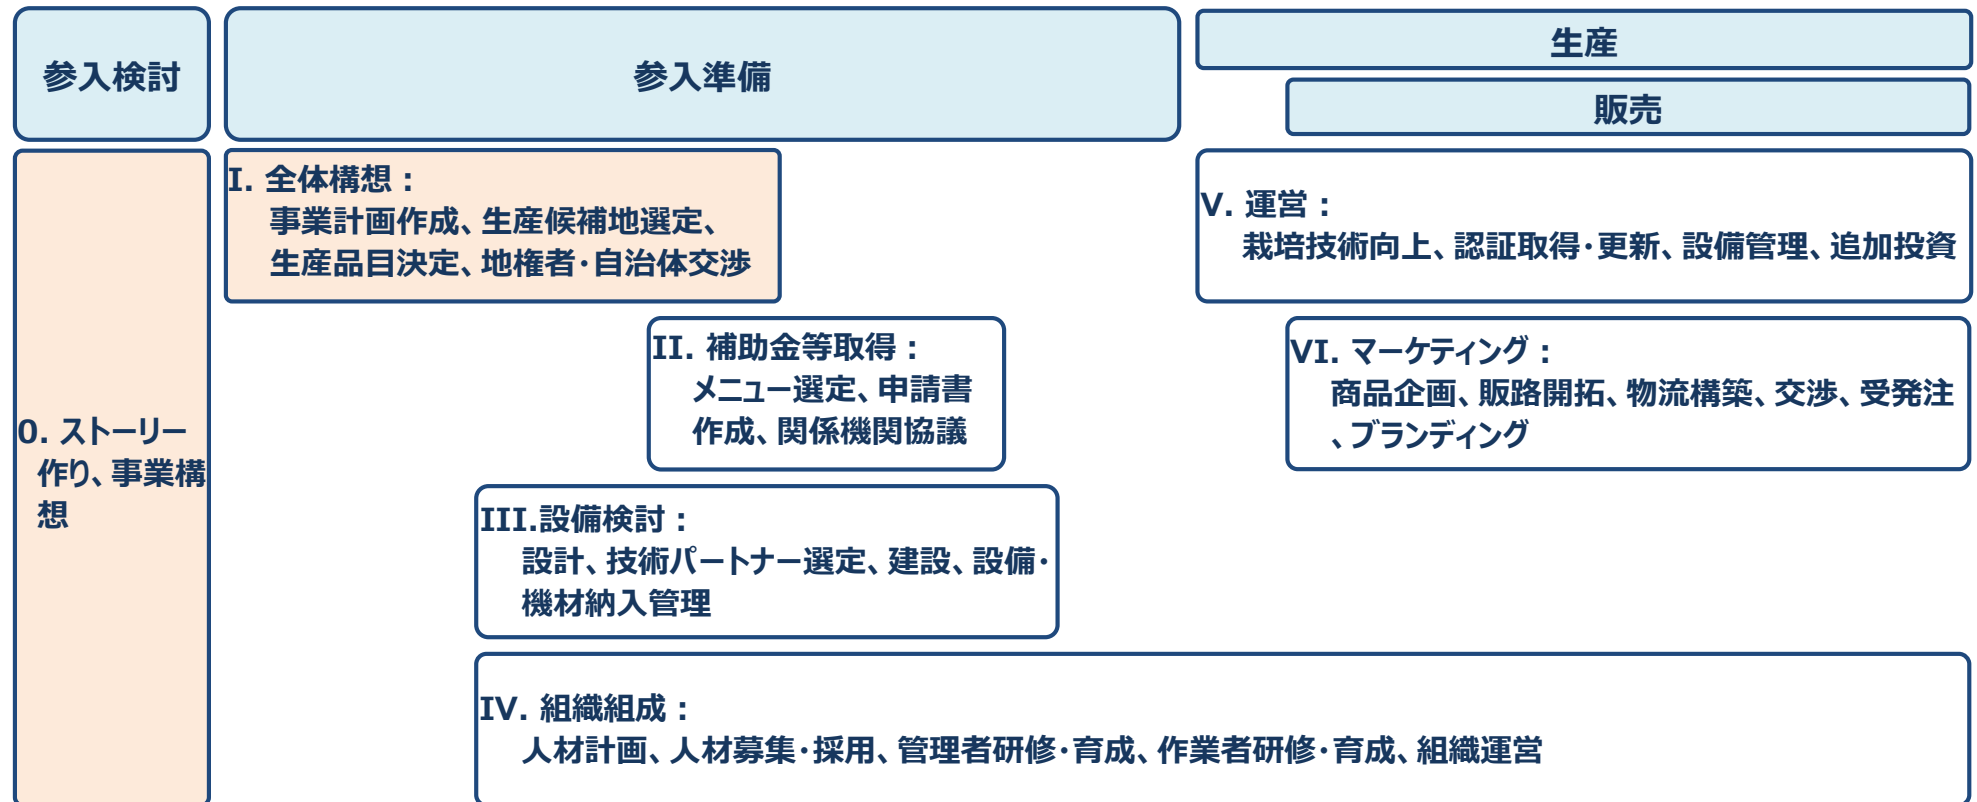 参入検討
参入準備
生産
販売
0. ストーリー
作り、事業構
想
I. 全体構想：
事業計画作成、生産候補地選定、
生産品目決定、地権者・自治体交渉
II. 補助金等取得：
メニュー選定、申請書
作成、関係機関協議
III.設備検討：
設計、技術パートナー選定、建設、設備・
機材納入管理
IV. 組織組成：
人材計画、人材募集・採用、管理者研修・育成、作業者研修・育成、組織運営
V. 運営：
栽培技術向上、認証取得・更新、設備管理、追加投資
VI. マーケティング：
商品企画、販路開拓、物流構築、交渉、受発注
、ブランディング